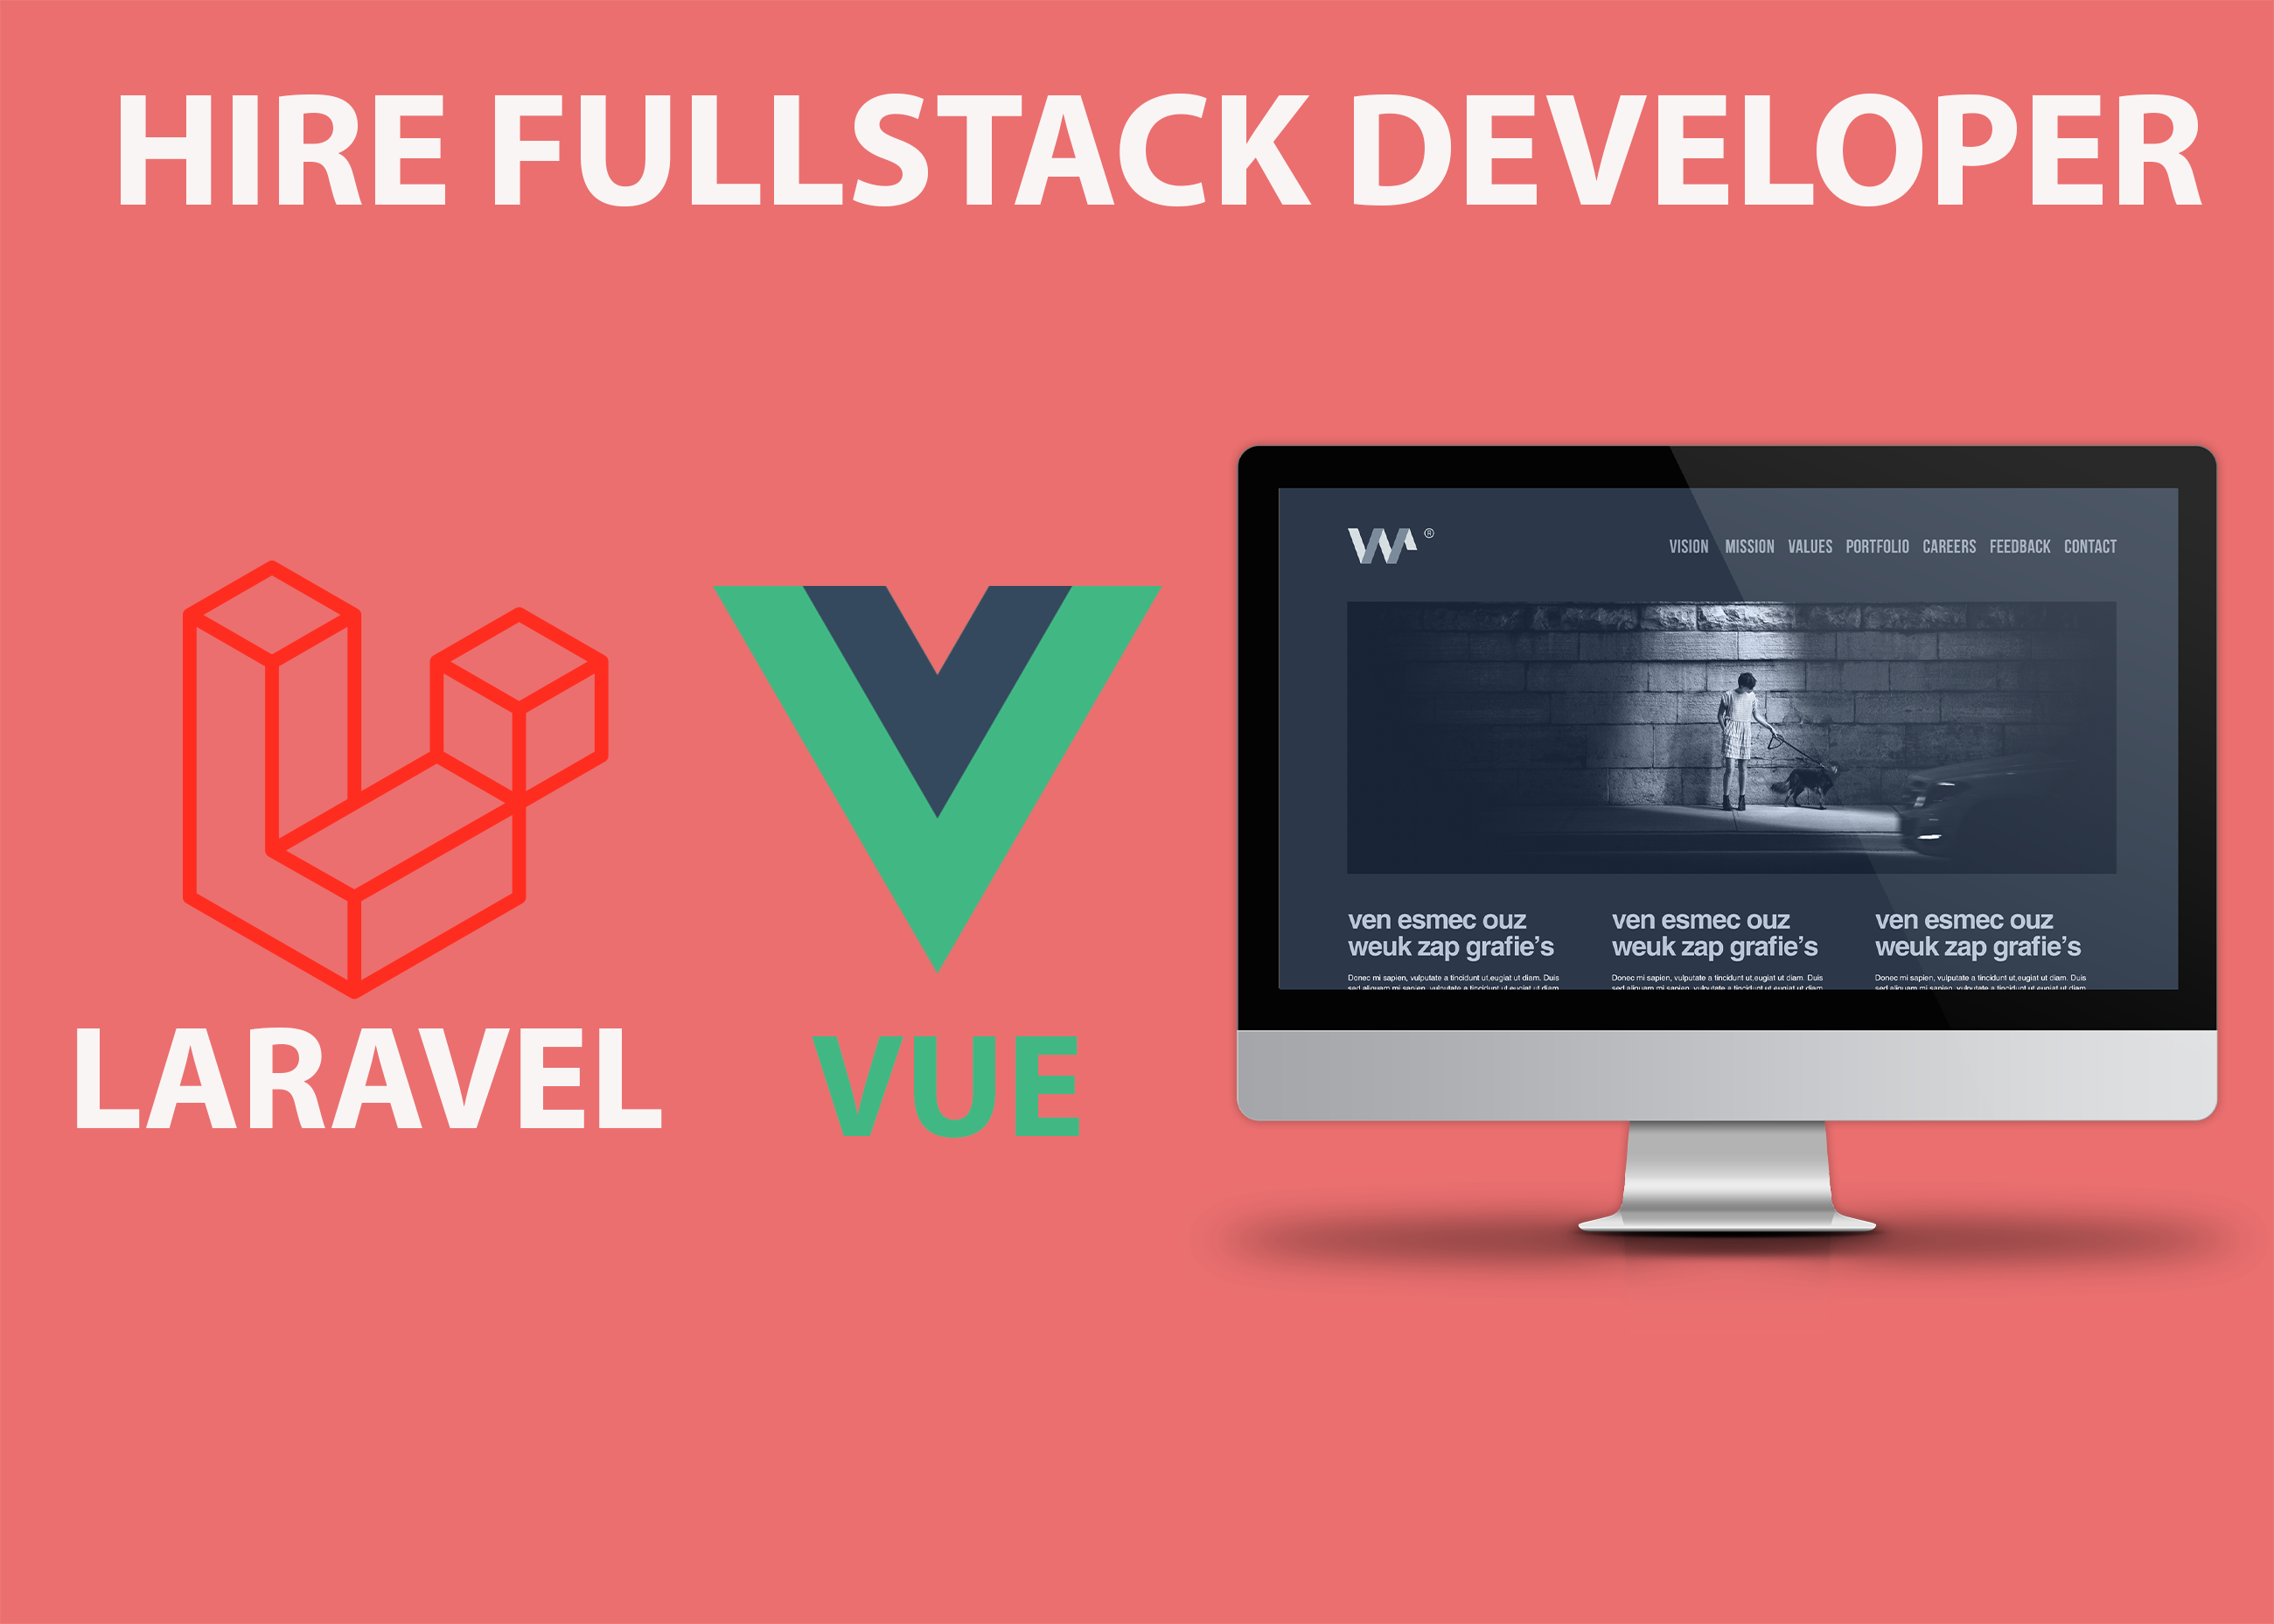 HIRE FULLSTACK DEVELOPER
LARAVEL
VUE
®
VISION MISSION VALUES PORTFOLIO CAREERS FEEDBACK CONTACT
ven esmec ouz
weuk zap grafie’s
Donec mi sapien, vulputate a tincidunt ut,eugiat ut diam. Duis
ven esmec ouz
weuk zap grafie’s
Donec mi sapien, vulputate a tincidunt ut,eugiat ut diam. Duis
ven esmec ouz
weuk zap grafie’s
Donec mi sapien, vulputate a tincidunt ut,eugiat ut diam. Duis